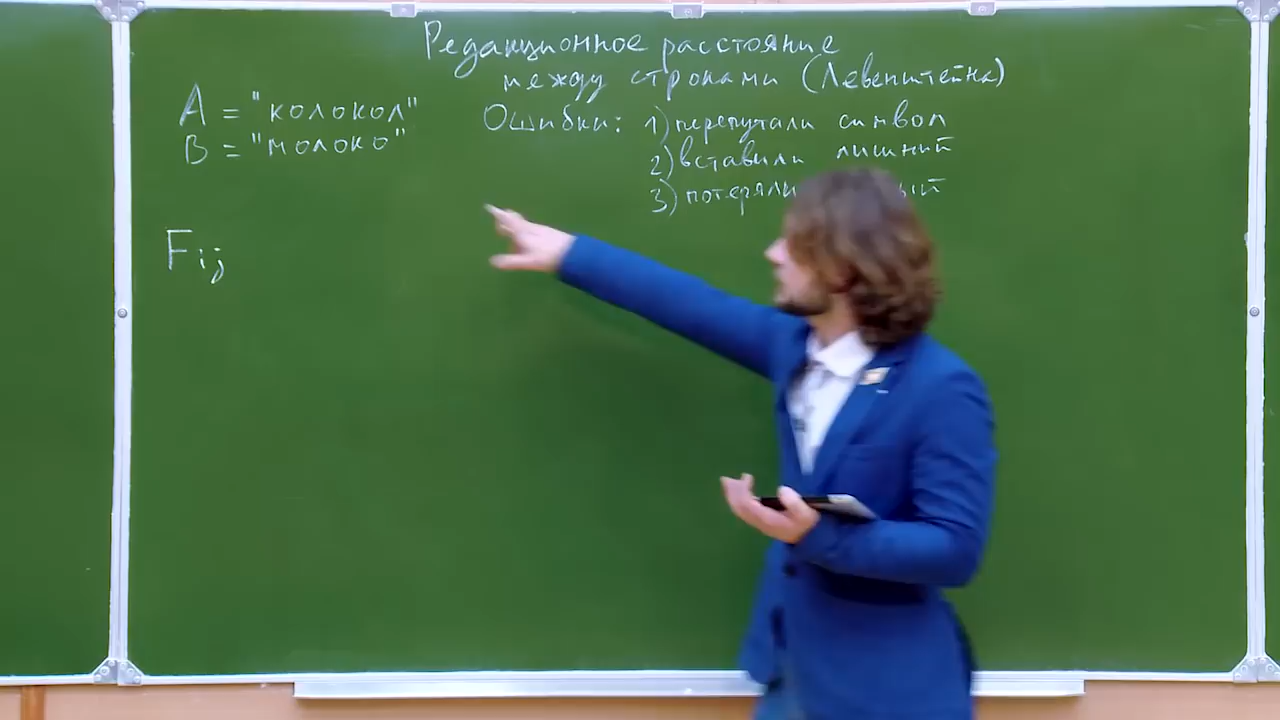 Редакционное расстояние
между строками (Левенштейна)
A = "колокол"
B = "молоко"
Ошибки: 1) перепутали символ
2) вставили лишний
3) потеряли
Fij